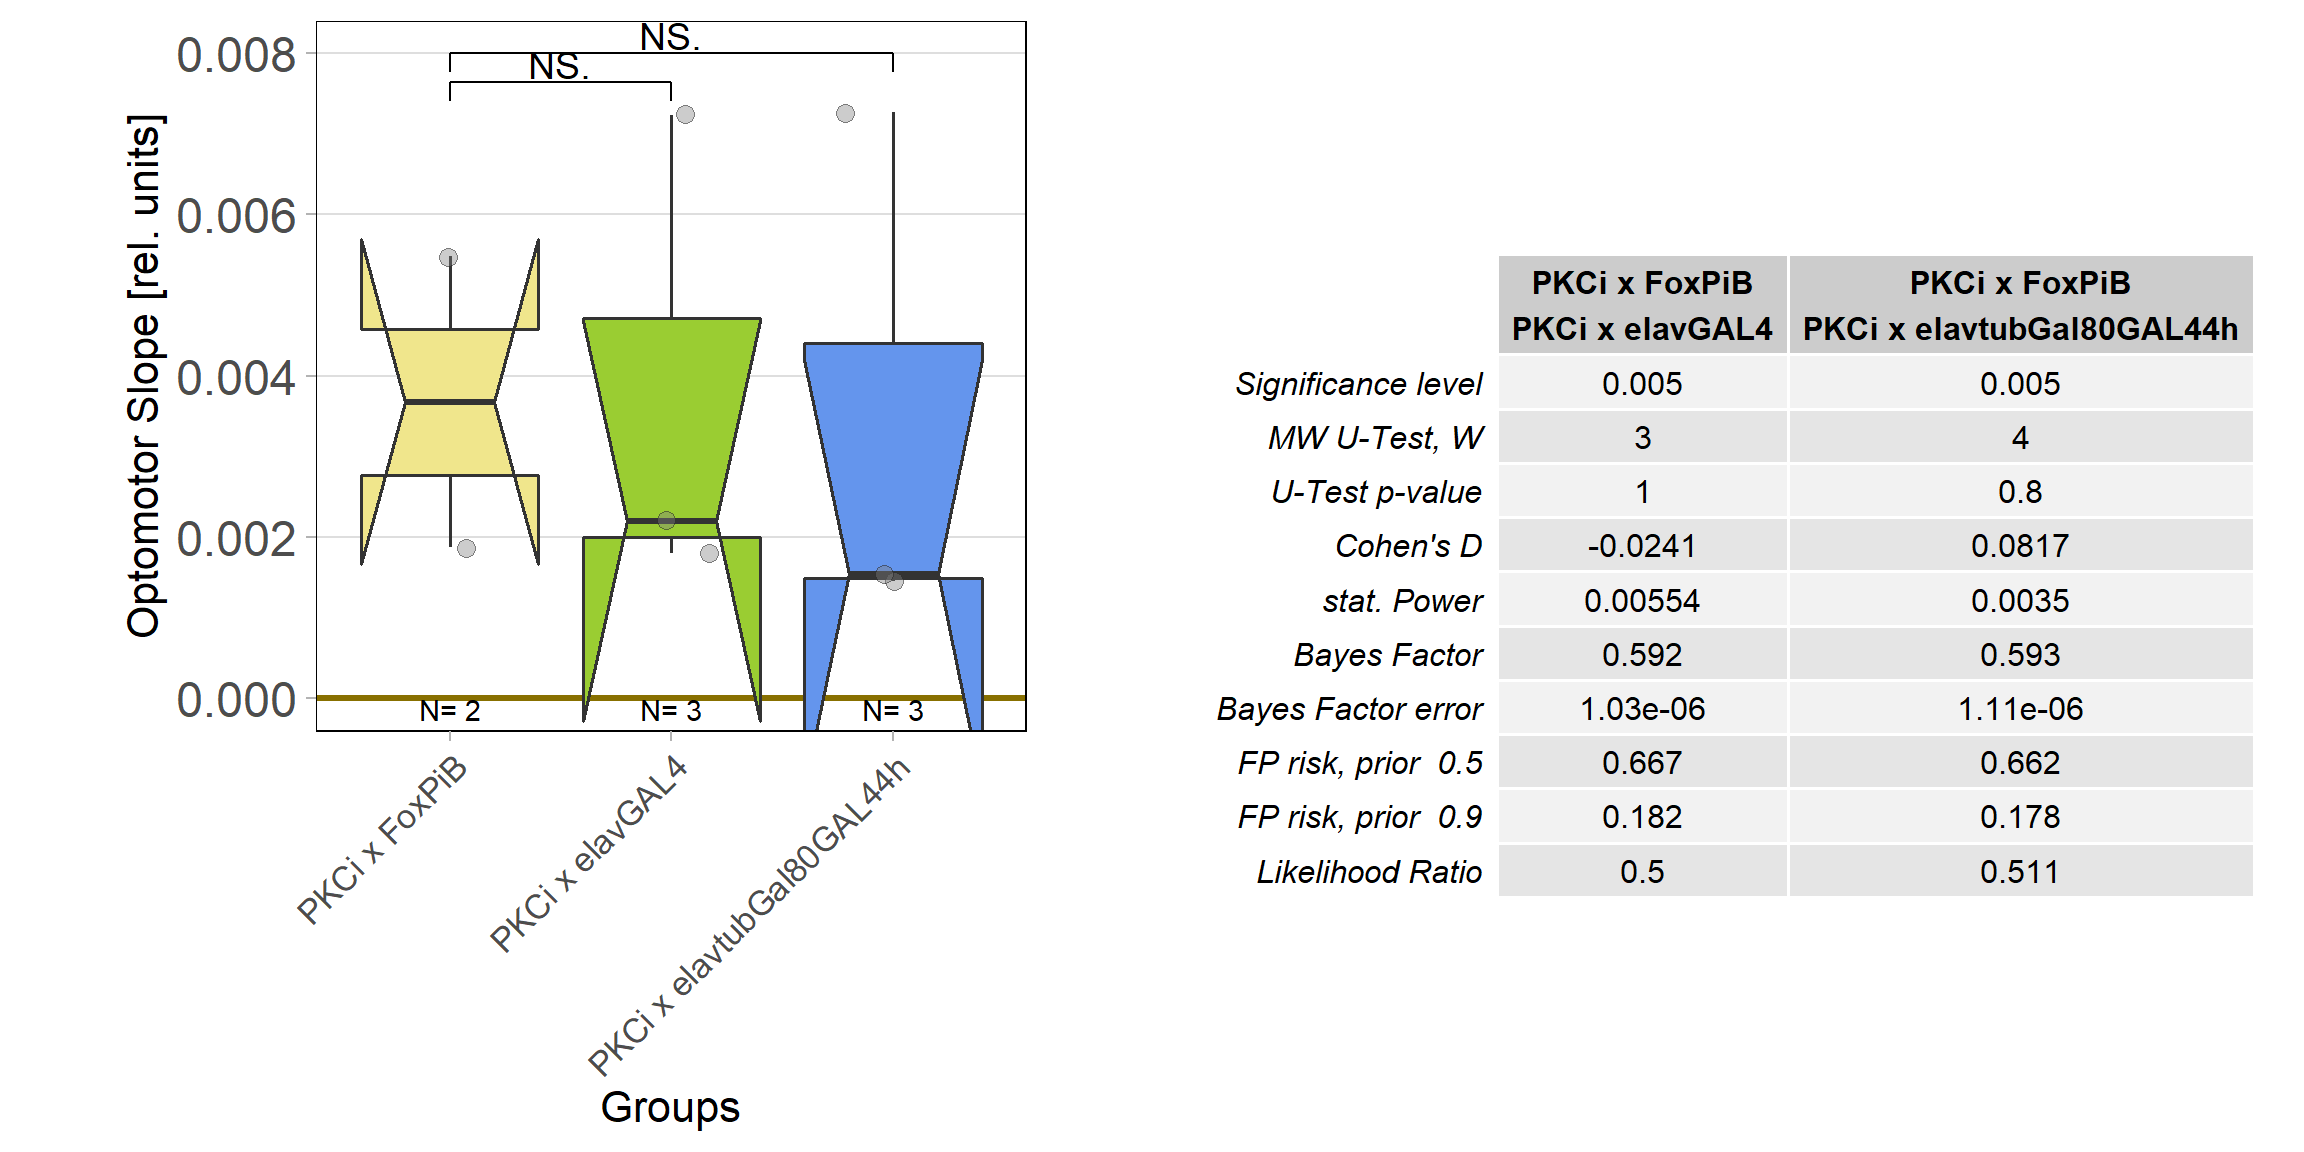 NS.
NS.
0.008
0.006
0.004
0.002
0.000
Optomotor Slope [rel. units]
N= 2
N= 3
N= 3
PKCi x FoxPiB
PKCi x elavGAL4
PKCi x elavtubGal80GAL44h
Groups
PKCi x FoxPiB PKCi x FoxPiB
PKCi x elavGAL4 PKCi x elavtubGal80GAL44h
Significance level 0.005 0.005
MW U-Test, W 3 4
U-Test p-value 1 0.8
Cohen's D -0.0241 0.0817
stat. Power 0.00554 0.0035
Bayes Factor 0.592 0.593
Bayes Factor error 1.03e-06 1.11e-06
FP risk, prior  0.5 0.667 0.662
FP risk, prior  0.9 0.182 0.178
Likelihood Ratio 0.5 0.511